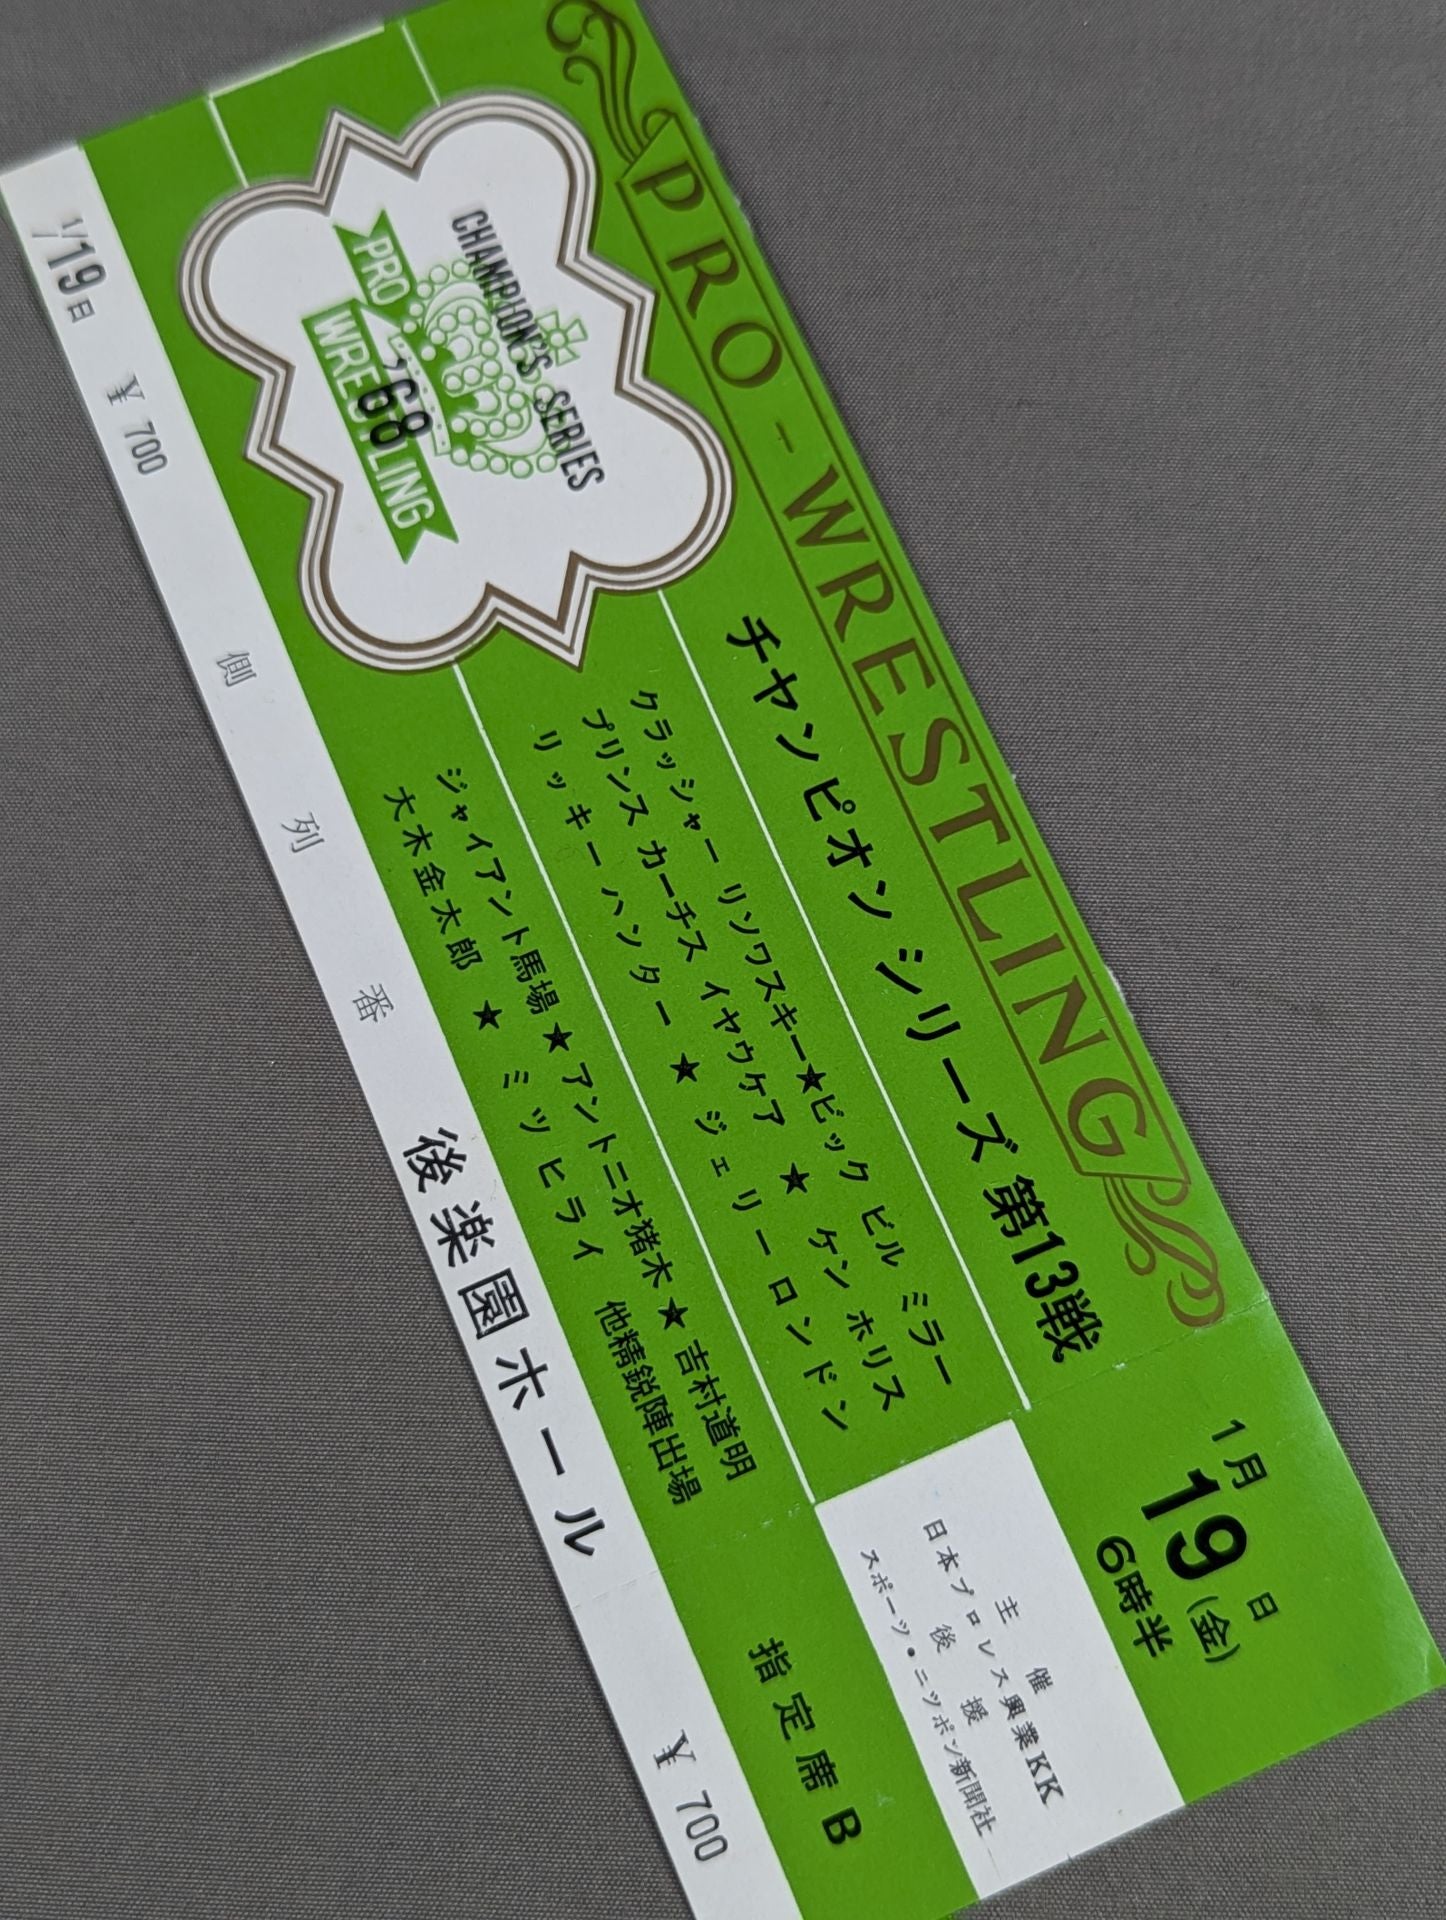 PRO-WRESTLING
CHAMPION'S SERIES
'68
PRO
WRESTLING
チャンピオン シリーズ 第13戦
クラッシャー リソワスキー★ビック ビル ミラー
プリンス カーチス イヤウケア ★ ケン ホリス
リッキー ハンター ★ ジェリー ロンドン
ジャイアント馬場★アントニオ猪木★吉村道明
大木金太郎 ★ ミツ ヒライ 他精鋭陣出場
1月19日(金)
6時半
主催
日本プロレス興業KK
後援
スポーツ・ニッポン新聞社
指定席B
1/19日 ¥700 側 列 番 後楽園ホール ¥700